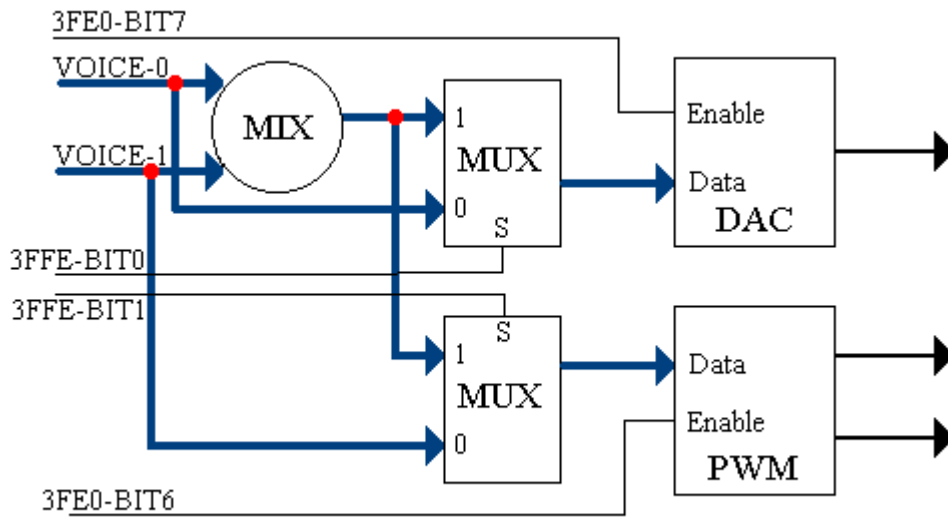 3FE0-BIT7
VOICE-0
MIX
VOICE-1
1
MUX
0
S
Enable
Data
DAC
3FFE-BIT0
3FFE-BIT1
S
1
MUX
0
Data
Enable
PWM
3FE0-BIT6